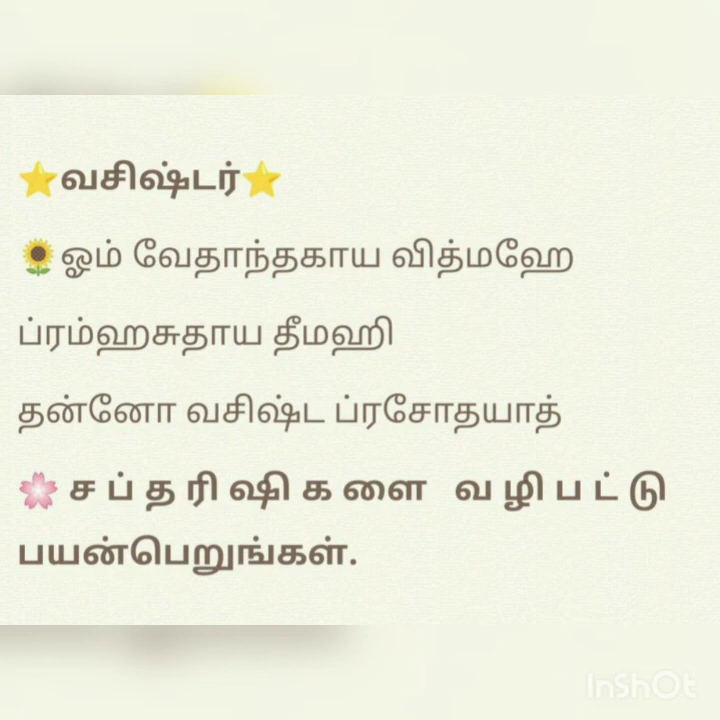 ⭐வசிஷ்டர்⭐
🌻ஓம் வேதாந்தகாய வித்மஹே
ப்ரம்ஹசுதாய தீமஹி
தன்னோ வசிஷ்ட ப்ரசோதயாத்
🌸 சப்தரிஷிகளை வழிபட்டு
பயன்பெறுங்கள்.
InShOt